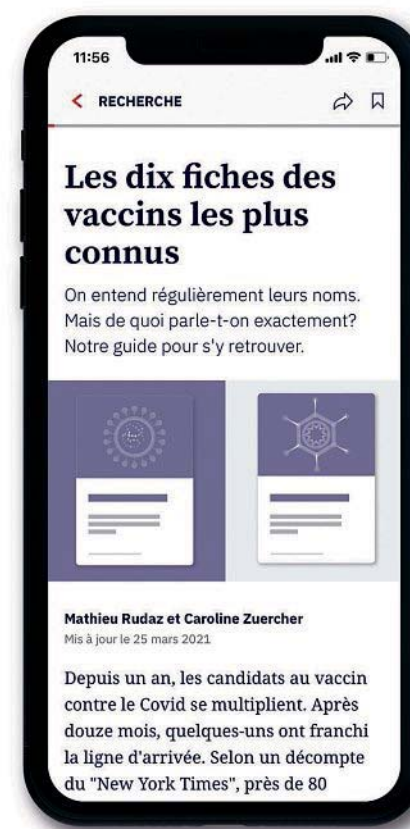 11:56
RECHERCHE
Les dix fiches des
vaccins les plus
connus
On entend régulièrement leurs noms.
Mais de quoi parle-t-on exactement?
Notre guide pour s'y retrouver.
Mathieu Rudaz et Caroline Zuercher
Mis à jour le 25 mars 2021
Depuis un an, les candidats au vaccin
contre le Covid se multiplient. Après
douze mois, quelques-uns ont franchi
la ligne d'arrivée. Selon un décompte
du "New York Times", près de 80